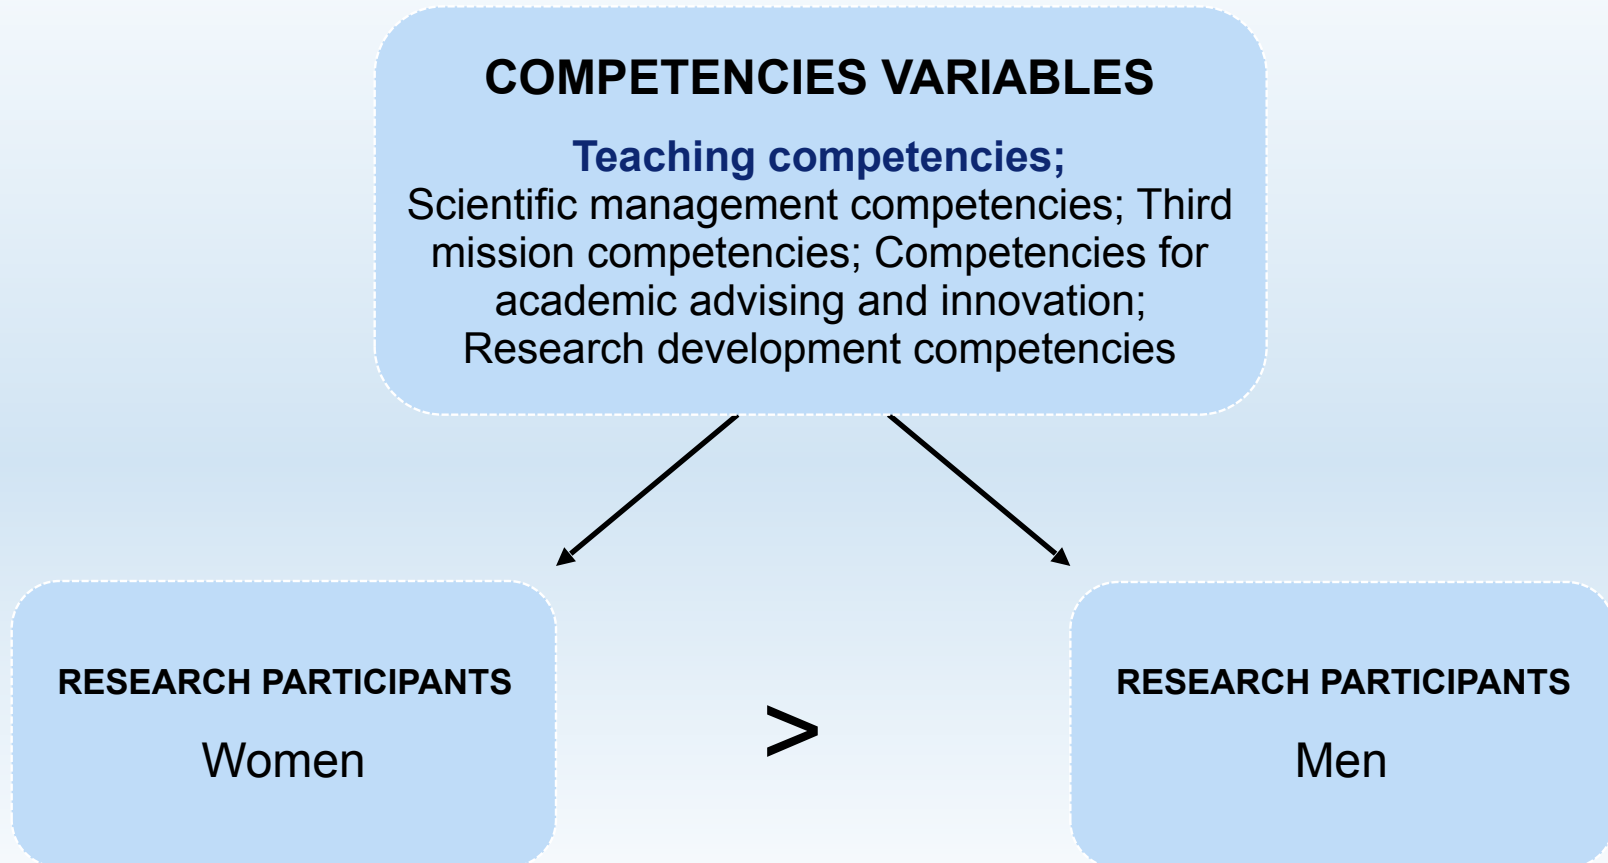 COMPETENCIES VARIABLES
Teaching competencies;
Scientific management competencies; Third
mission competencies; Competencies for
academic advising and innovation;
Research development competencies
RESEARCH PARTICIPANTS
Women
>
RESEARCH PARTICIPANTS
Men